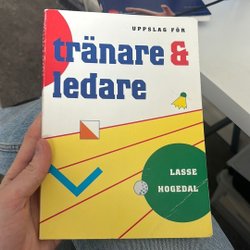 UPPSLAG FÖR
tränare &
ledare
LASSE
HOGEDAL